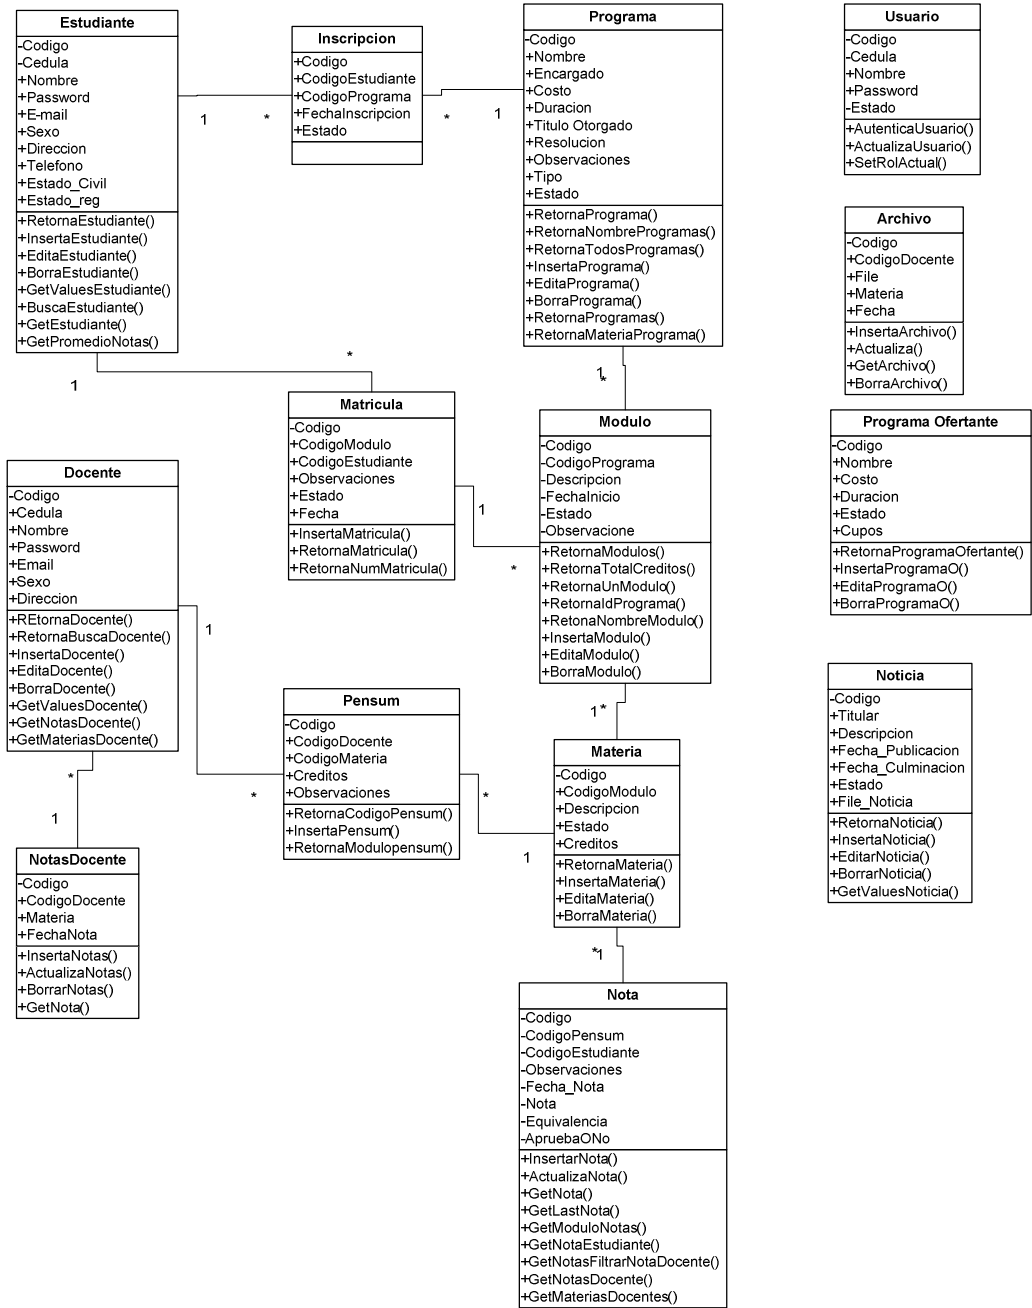 Estudiante
-Codigo
-Cedula
+Nombre
+Password
+E-mail
+Sexo
+Direccion
+Telefono
+Estado_Civil
+Estado_reg
+RetornaEstudiante()
+InsertaEstudiante()
+EditaEstudiante()
+BorraEstudiante()
+GetValuesEstudiante()
+BuscaEstudiante()
+GetEstudiante()
+GetPromedioNotas()
1
*
Inscripcion
+Codigo
+CodigoEstudiante
+CodigoPrograma
+FechaInscripcion
+Estado
*
1
Programa
-Codigo
+Nombre
+Encargado
+Costo
+Duracion
+Titulo Otorgado
+Resolucion
+Observaciones
+Tipo
+Estado
+RetornaPrograma()
+RetornaNombreProgramas()
+RetornaTodosProgramas()
+InsertaPrograma()
+EditaPrograma()
+BorraPrograma()
+RetornaProgramas()
+RetornaMateriaPrograma()
Usuario
-Codigo
-Cedula
+Nombre
+Password
-Estado
+AutenticaUsuario()
+ActualizaUsuario()
+SetRolActual()
Archivo
-Codigo
+CodigoDocente
+File
+Materia
+Fecha
+InsertaArchivo()
+Actualiza()
+GetArchivo()
+BorraArchivo()
1
*
1
*
Matricula
-Codigo
+CodigoModulo
+CodigoEstudiante
+Observaciones
+Estado
+Fecha
+InsertaMatricula()
+RetornaMatricula()
+RetornaNumMatricula()
1
*
Modulo
-Codigo
-CodigoPrograma
-Descripcion
-FechaInicio
-Estado
-Observacione
+RetornaModulos()
+RetornaTotalCreditos()
+RetornaUnModulo()
+RetornaIdPrograma()
+RetonaNombreModulo()
+InsertaModulo()
+EditaModulo()
+BorraModulo()
Programa Ofertante
-Codigo
+Nombre
+Costo
+Duracion
+Estado
+Cupos
+RetornaProgramaOfertante()
+InsertaProgramaO()
+EditaProgramaO()
+BorraProgramaO()
Docente
-Codigo
+Cedula
+Nombre
+Password
+Email
+Sexo
+Direccion
+REtornaDocente()
+RetornaBuscaDocente()
+InsertaDocente()
+EditaDocente()
+BorraDocente()
+GetValuesDocente()
+GetNotasDocente()
+GetMateriasDocente()
1
*
Pensum
-Codigo
+CodigoDocente
+CodigoMateria
+Creditos
+Observaciones
+RetornaCodigoPensum()
+InsertaPensum()
+RetornaModulopensum()
*
1
1
*
Materia
-Codigo
+CodigoModulo
+Descripcion
+Estado
+Creditos
+RetornaMateria()
+InsertaMateria()
+EditaMateria()
+BorraMateria()
Noticia
-Codigo
+Titular
+Descripcion
+Fecha_Publicacion
+Fecha_Culminacion
+Estado
+File_Noticia
+RetornaNoticia()
+InsertaNoticia()
+EditarNoticia()
+BorrarNoticia()
+GetValuesNoticia()
*
1
NotasDocente
-Codigo
+CodigoDocente
+Materia
+FechaNota
+InsertaNotas()
+ActualizaNotas()
+BorrarNotas()
+GetNota()
*
1
Nota
-Codigo
-CodigoPensum
-CodigoEstudiante
-Observaciones
-Fecha_Nota
-Nota
-Equivalencia
-ApruebaONo
+InsertarNota()
+ActualizaNota()
+GetNota()
+GetLastNota()
+GetModuloNotas()
+GetNotaEstudiante()
+GetNotasFiltrarNotaDocente()
+GetNotasDocente()
+GetMateriasDocentes()